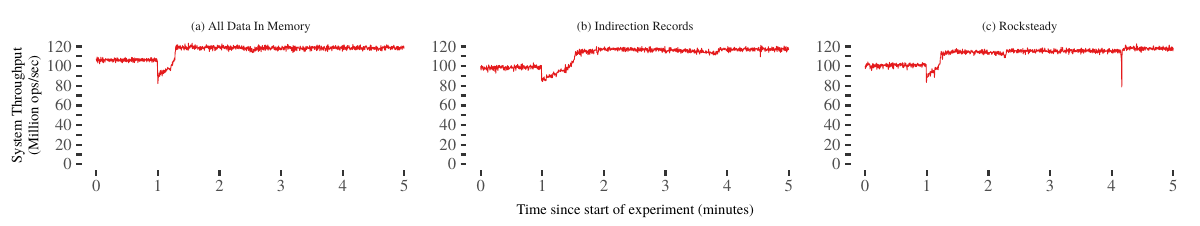 (a) All Data In Memory
(b) Indirection Records
(c) Rocksteady
System Throughput
(Million ops/sec)
120
100
80
60
40
20
0
0 1 2 3 4 5
120
100
80
60
40
20
0
0 1 2 3 4 5
120
100
80
60
40
20
0
0 1 2 3 4 5
Time since start of experiment (minutes)